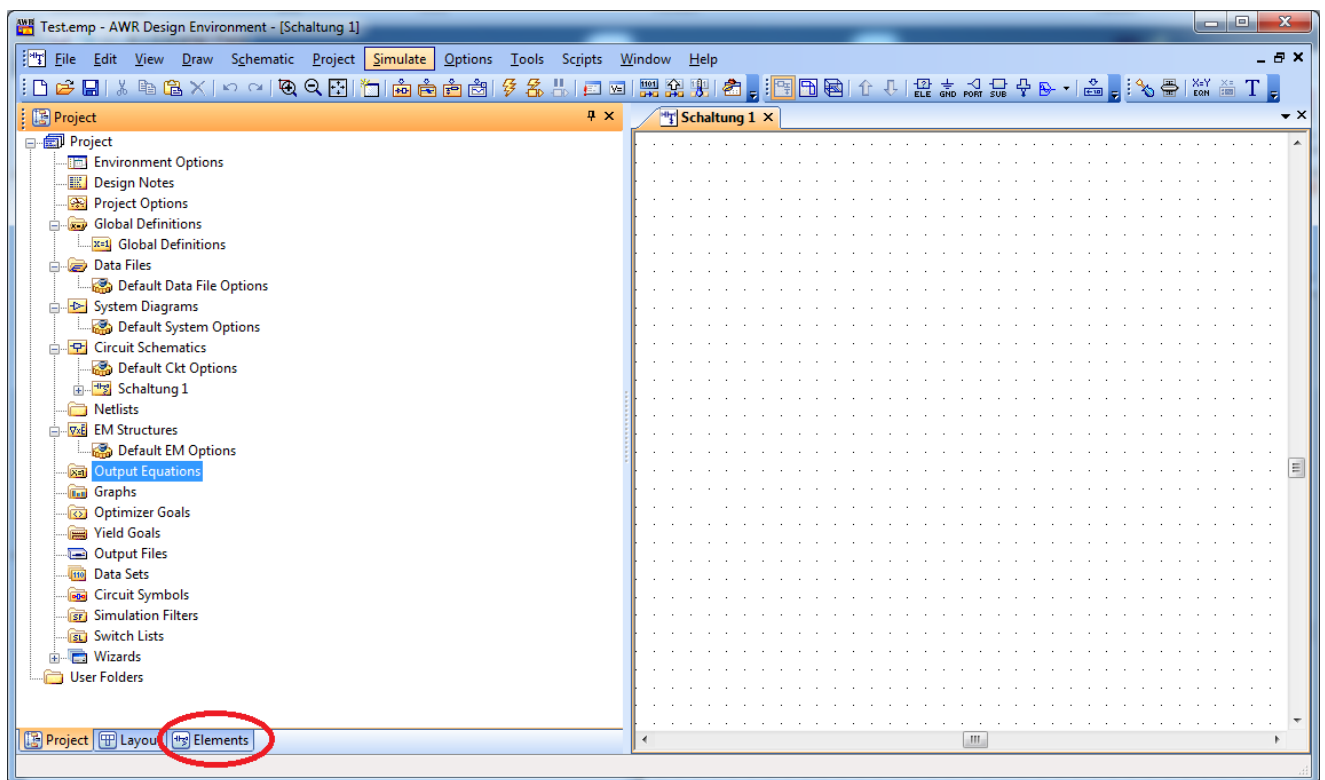 Test.emp - AWR Design Environment - [Schaltung 1]
File Edit View Draw Schematic Project Simulate Options Tools Scripts Window Help
ELE GND PORT SUB X=Y EQN T
Project
Schaltung 1
Project
Environment Options
Design Notes
Project Options
Global Definitions
Global Definitions
Data Files
Default Data File Options
System Diagrams
Default System Options
Circuit Schematics
Default Ckt Options
Schaltung 1
Netlists
EM Structures
Default EM Options
Output Equations
Graphs
Optimizer Goals
Yield Goals
Output Files
Data Sets
Circuit Symbols
Simulation Filters
Switch Lists
Wizards
User Folders
Project Layou Elements